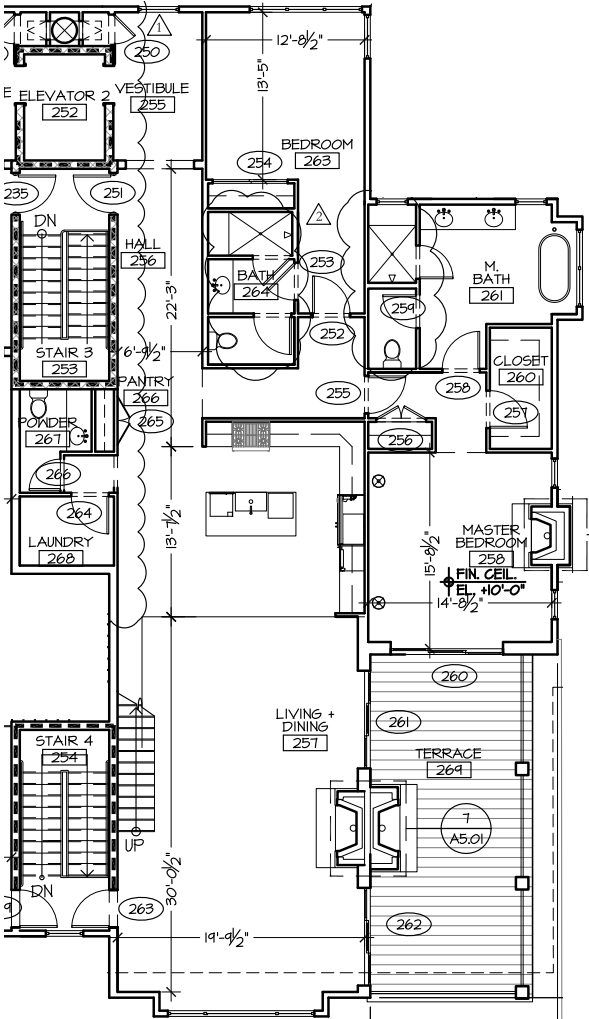 1
250
12'-8½"
13'-5"
ELEVATOR 2
252
VESTIBULE
255
BEDROOM
263
254
235
251
DN
2
HALL
256
253
BATH
264
M.
BATH
261
259
22'-3"
252
STAIR 3
253
6'-9½"
CLOSET
260
PANTRY
266
255
258
257
265
POWDER
267
256
266
264
13'-7½"
15'-8½"
MASTER
BEDROOM
258
LAUNDRY
268
FIN. CEIL.
EL. +10'-0"
14'-8½"
260
LIVING +
DINING
257
261
STAIR 4
254
TERRACE
269
7
A5.01
UP
DN
30'-0½"
263
262
19'-9½"